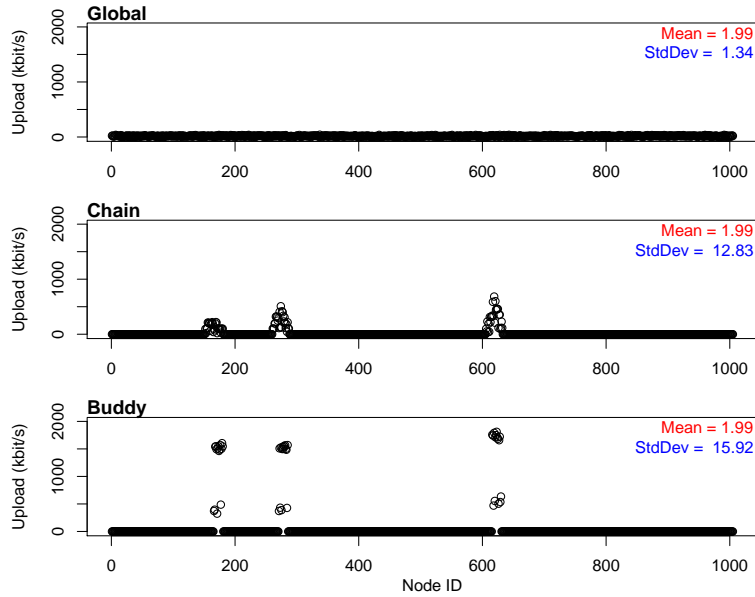 Global
Mean = 1.99
StdDev = 1.34
Upload (kbit/s)
0
1000
2000
0 200 400 600 800 1000
Chain
Mean = 1.99
StdDev = 12.83
Upload (kbit/s)
0
1000
2000
0 200 400 600 800 1000
Buddy
Mean = 1.99
StdDev = 15.92
Upload (kbit/s)
0
1000
2000
0 200 400 600 800 1000
Node ID